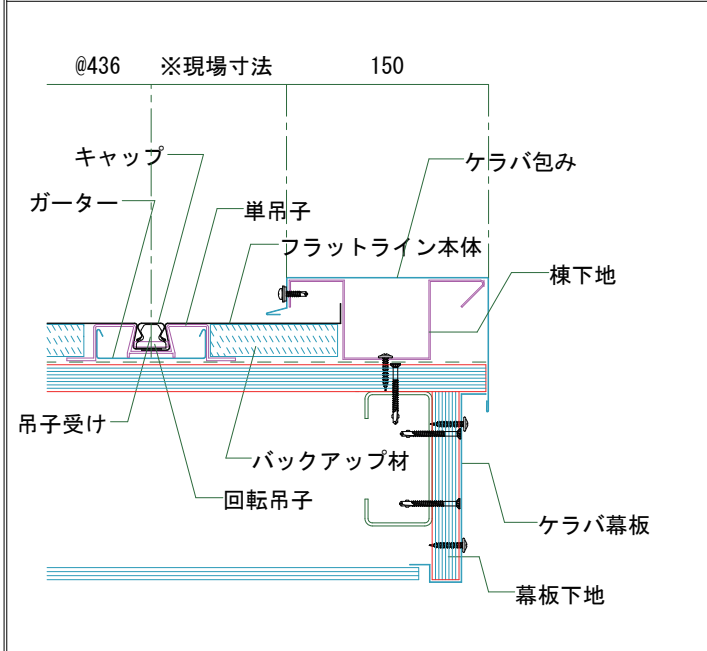 @436 ※現場寸法 150
キャップ
ケラバ包み
ガーター
単吊子
フラットライン本体
棟下地
吊子受け
バックアップ材
回転吊子
ケラバ幕板
幕板下地